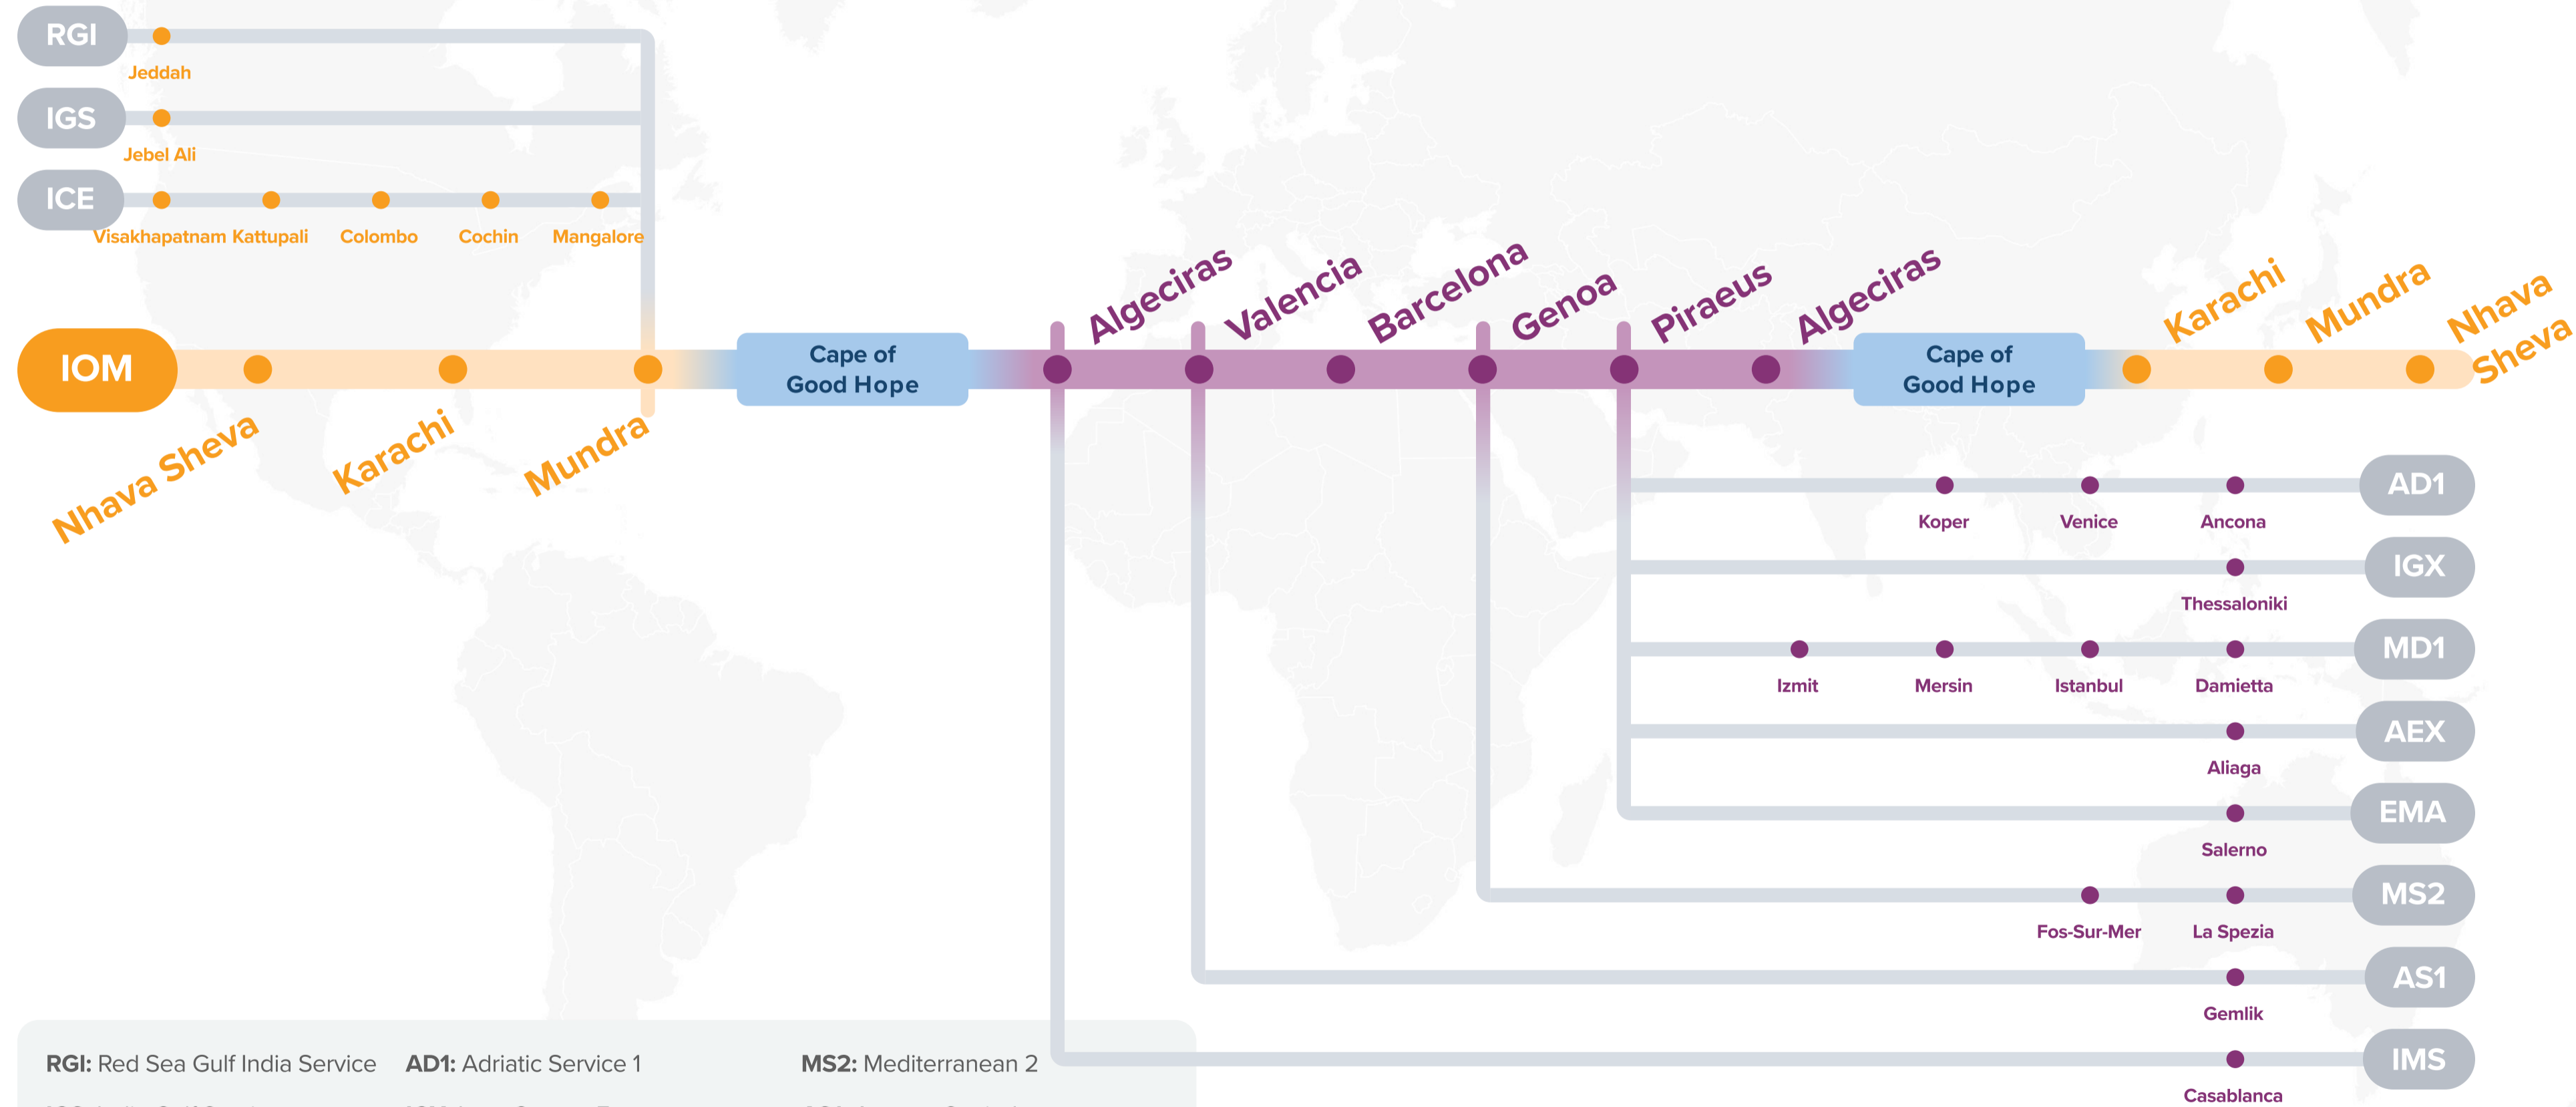 RGI
Jeddah
IGS
Jebel Ali
ICE
Visakhapatnam Kattupali Colombo Cochin Mangalore
IOM
Nhava Sheva
Karachi
Mundra
Cape of
Good Hope
Algeciras
Valencia
Barcelona
Genoa
Piraeus
Algeciras
Cape of
Good Hope
Karachi
Mundra
Nhava
Sheva
AD1
Koper Venice Ancona
IGX
Thessaloniki
MD1
Izmit Mersin Istanbul Damietta
AEX
Aliaga
EMA
Salerno
MS2
Fos-Sur-Mer La Spezia
AS1
Gemlik
IMS
Casablanca
RGI: Red Sea Gulf India Service AD1: Adriatic Service 1 MS2: Mediterranean 2